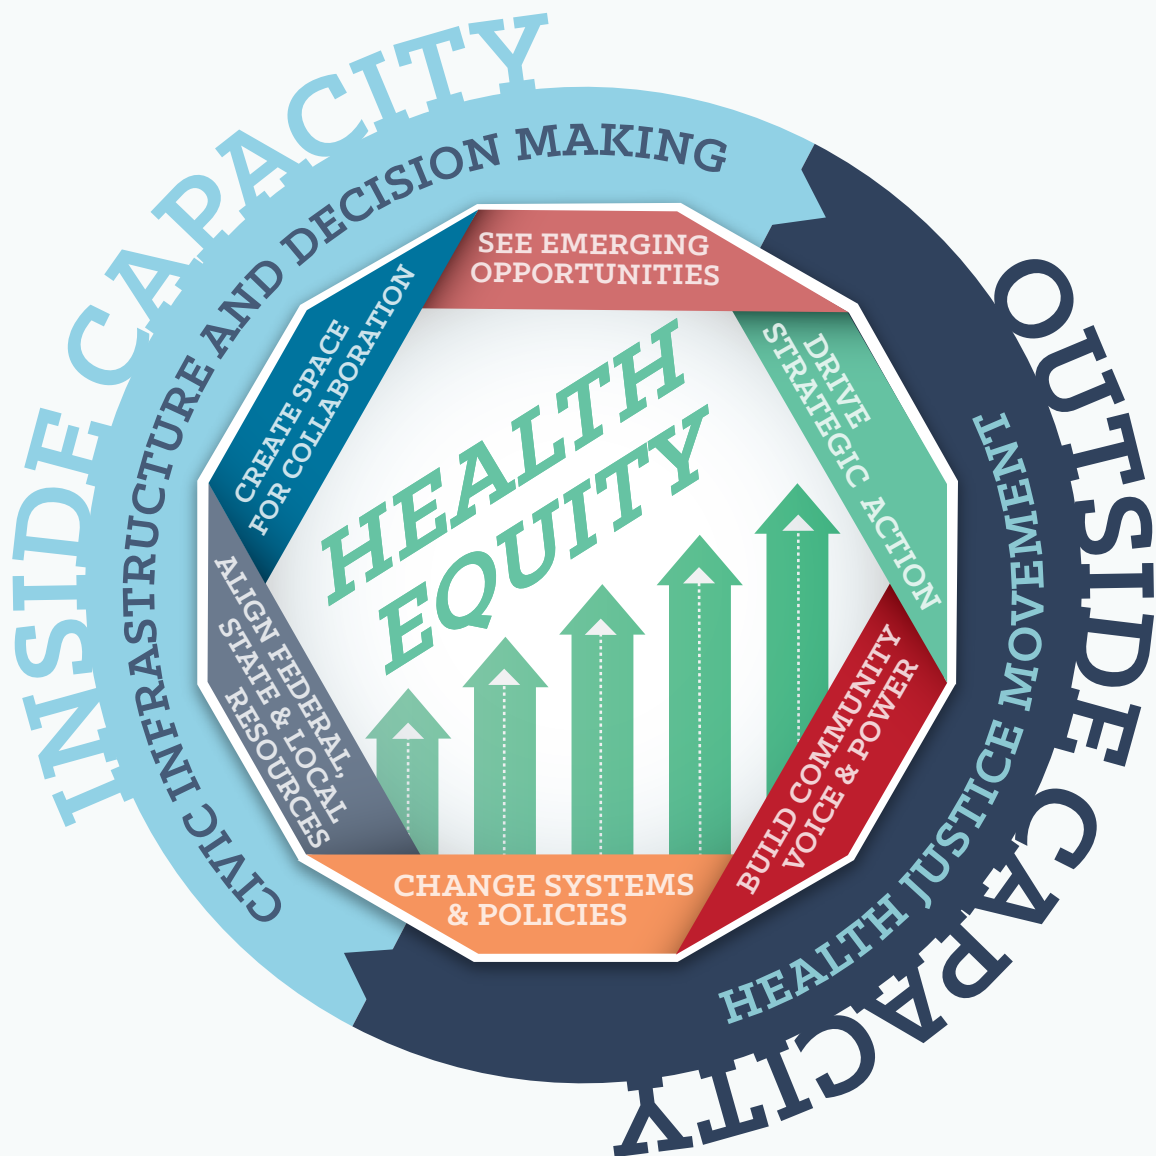 INSIDE CAPACITY
CIVIC INFRASTRUCTURE AND DECISION MAKING
OUTSIDE CAPACITY
HEALTH JUSTICE MOVEMENT
SEE EMERGING
OPPORTUNITIES
DRIVE
STRATEGIC ACTION
BUILD COMMUNITY
VOICE & POWER
CHANGE SYSTEMS
& POLICIES
ALIGN FEDERAL,
STATE & LOCAL
RESOURCES
CREATE SPACE
FOR COLLABORATION
HEALTH
EQUITY